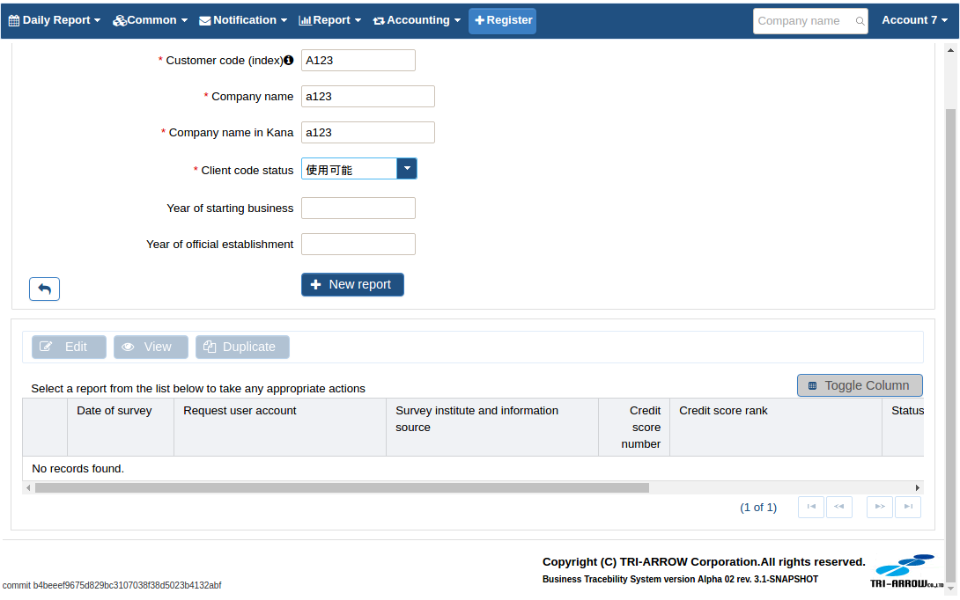 Daily Report Common Notification Report Accounting Register Company name Account 7
* Customer code (index) A123
* Company name a123
* Company name in Kana a123
* Client code status 使用可能
Year of starting business
Year of official establishment
New report
Edit View Duplicate
Toggle Column
Select a report from the list below to take any appropriate actions
Date of survey Request user account Survey institute and information source Credit score number Credit score rank Status
No records found.
(1 of 1)
Copyright (C) TRI-ARROW Corporation.All rights reserved.
Business Tracebility System version Alpha 02 rev. 3.1-SNAPSHOT
TRI-ARROW Co.,LTD
commit b4beeef9675d829bc3107038f38d5023b4132abf